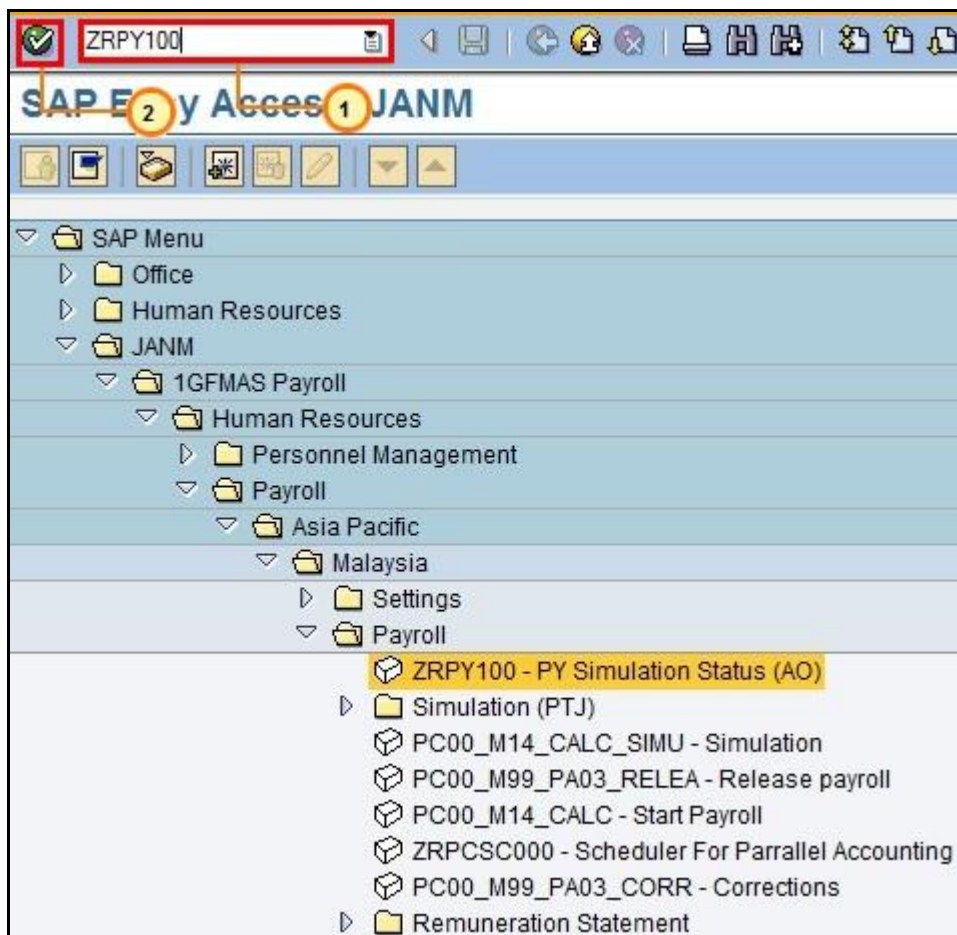 ZRPY100
SAP E y Acces JANM
2
1
SAP Menu
Office
Human Resources
JANM
1GFMAS Payroll
Human Resources
Personnel Management
Payroll
Asia Pacific
Malaysia
Settings
Payroll
ZRPY100 - PY Simulation Status (AO)
Simulation (PTJ)
PC00_M14_CALC_SIMU - Simulation
PC00_M99_PA03_RELEA - Release payroll
PC00_M14_CALC - Start Payroll
ZRPCSC000 - Scheduler For Parrallel Accounting
PC00_M99_PA03_CORR - Corrections
Remuneration Statement